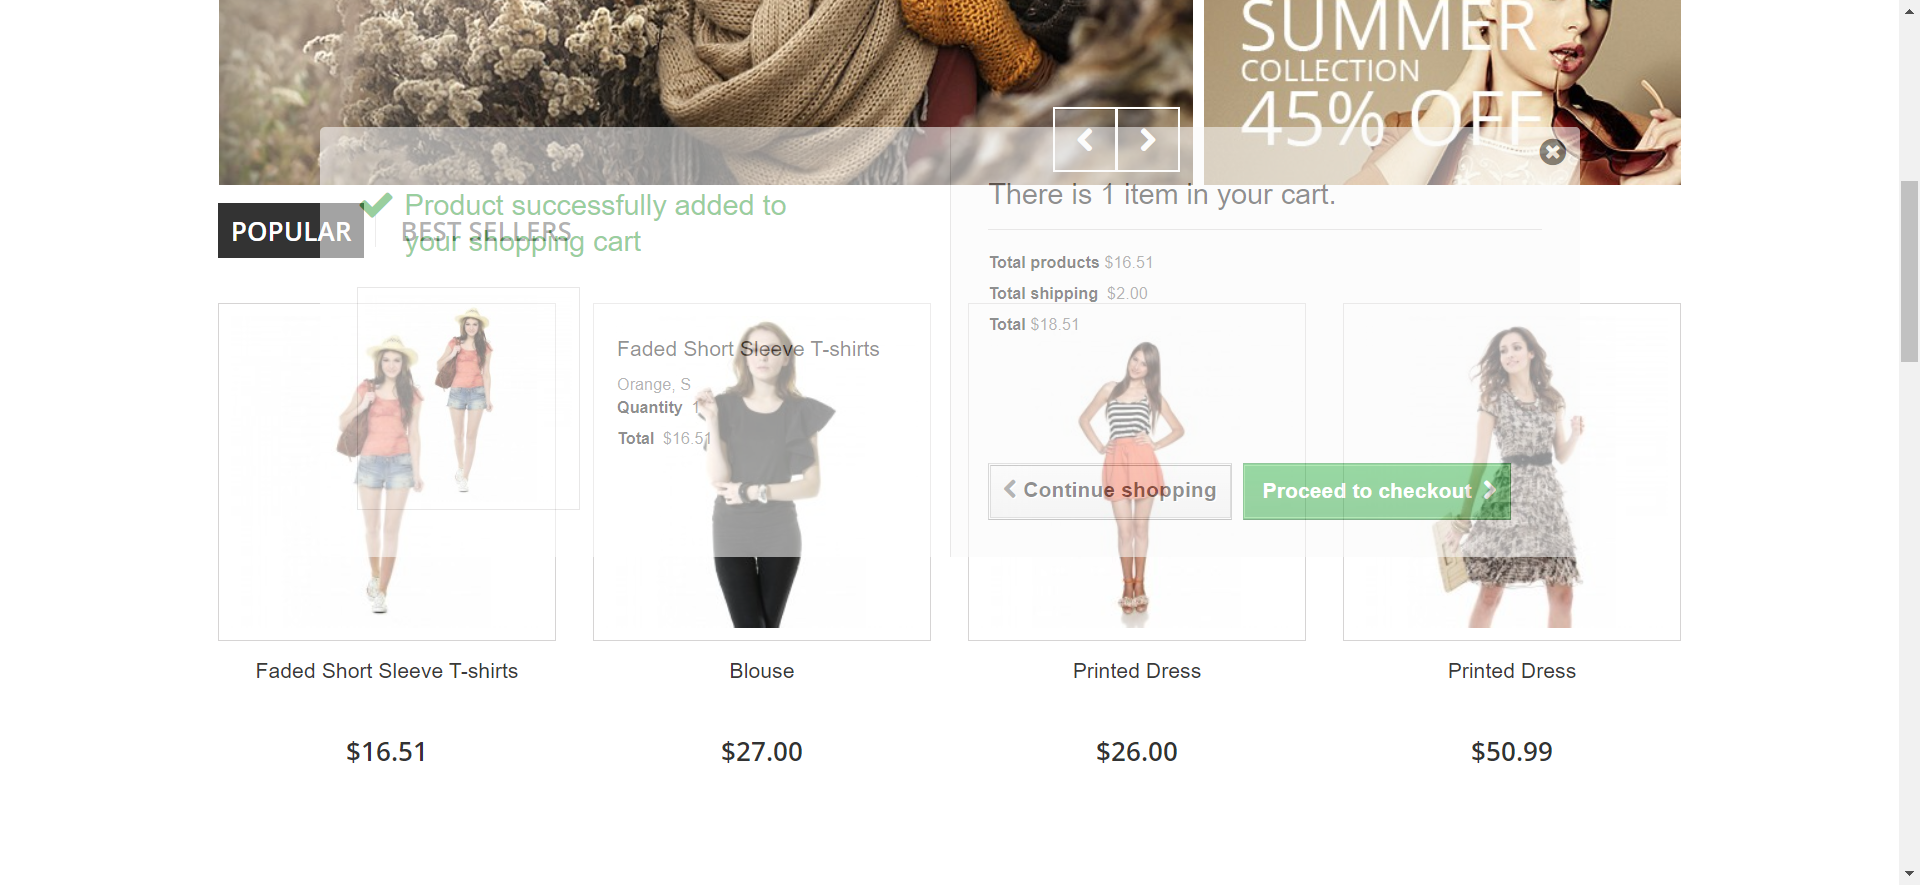 SUMMER
COLLECTION
45% OFF
Product successfully added to
your shopping cart
There is 1 item in your cart.
POPULAR
BEST SELLERS
Total products $16.51
Total shipping $2.00
Total $18.51
Faded Short Sleeve T-shirts
Orange, S
Quantity 1
Total $16.51
Continue shopping
Proceed to checkout
Faded Short Sleeve T-shirts
Blouse
Printed Dress
Printed Dress
$16.51
$27.00
$26.00
$50.99